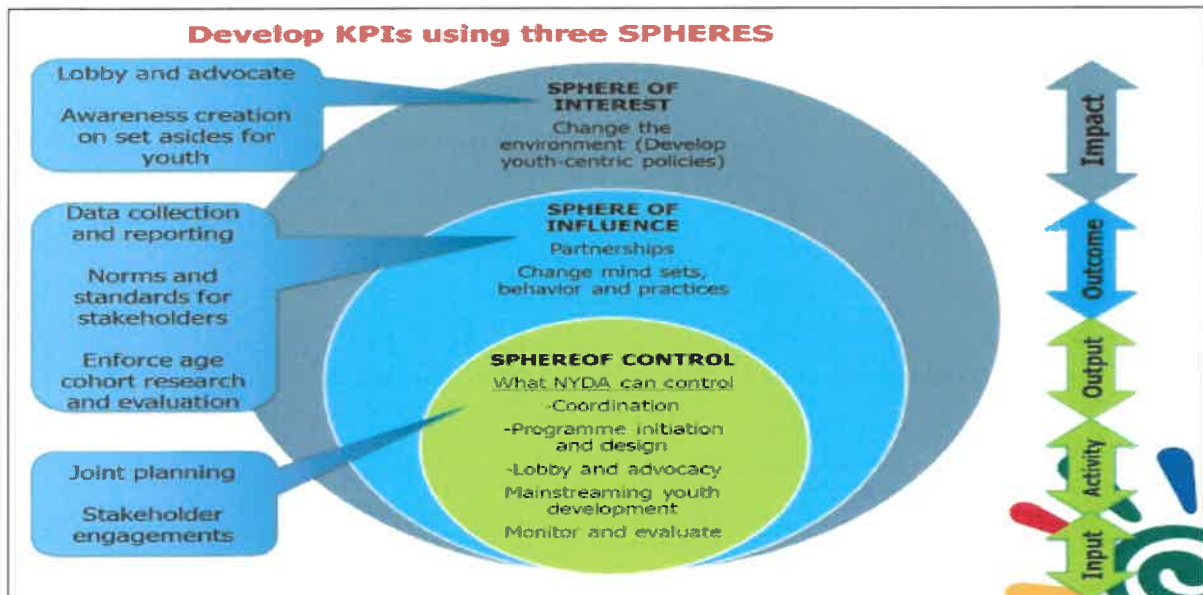 Develop KPIs using three SPHERES
Lobby and advocate
Awareness creation
on set asides for
youth
Data collection
and reporting
Norms and
standards for
stakeholders
Enforce age
cohort research
and evaluation
Joint planning
Stakeholder
engagements
SPHERE OF
INTEREST
Change the
environment (Develop
youth-centric policies)
SPHERE OF
INFLUENCE
Partnerships
Change mind sets,
behavior and practices
SPHEREOF CONTROL
What NYDA can control
-Coordination
-Programme initiation
and design
-Lobby and advocacy
Mainstreaming youth
development
Monitor and evaluate
Impact
Outcome
Output
Activity
Input